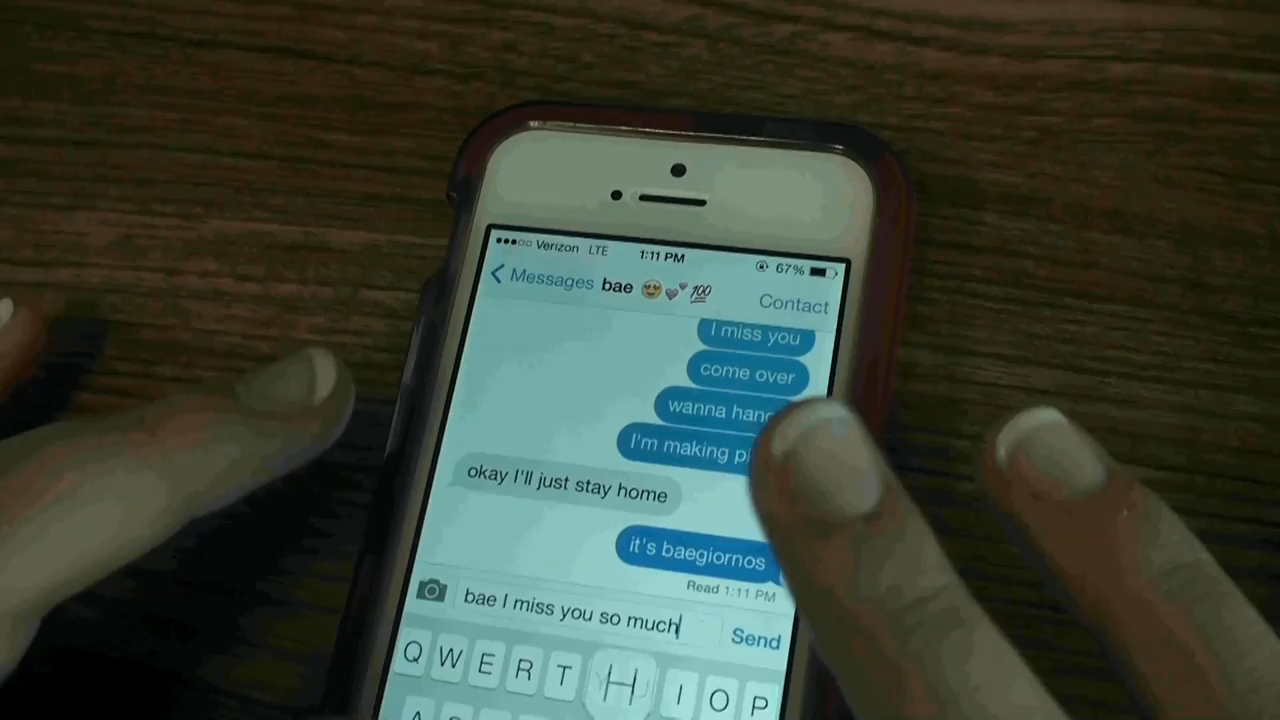 Verizon LTE 1:11 PM 67%
Messages bae 😍💕💯 Contact
I miss you
come over
wanna
I'm making
okay I'll just stay home
it's baegiornos
Read 1:11 PM
bae I miss you so much
Send
Q W E R T H I O P
A S